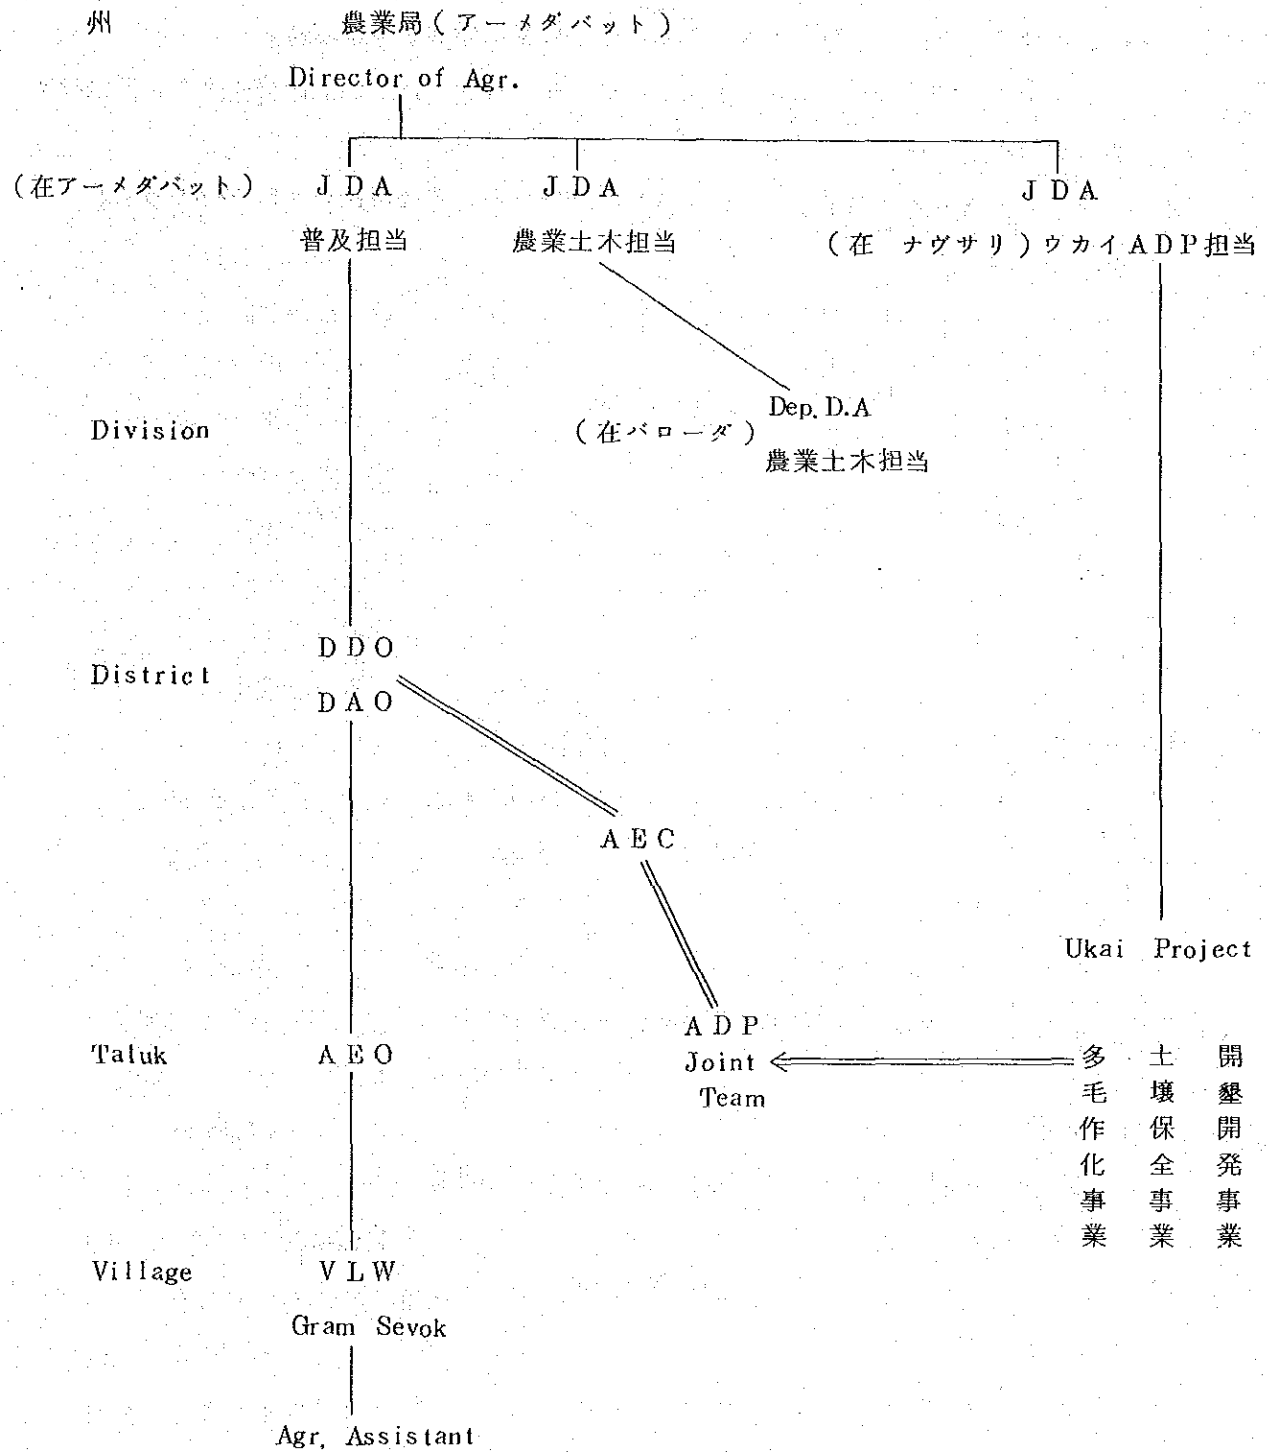 州 農業局(アーメダバット)
Director of Agr.
(在アーメダバット) JDA JDA JDA
普及担当 農業土木担当 (在 ナヴサリ)ウカイADP担当
Dep. D.A
Division (在バローダ)
農業土木担当
DDO
District
DAO
AEC
Ukai Project
ADP
Taluk AEO Joint
Team
多毛作化事業
土壌保全事業
開墾開発事業
Village VLW
Gram Sevok
Agr. Assistant